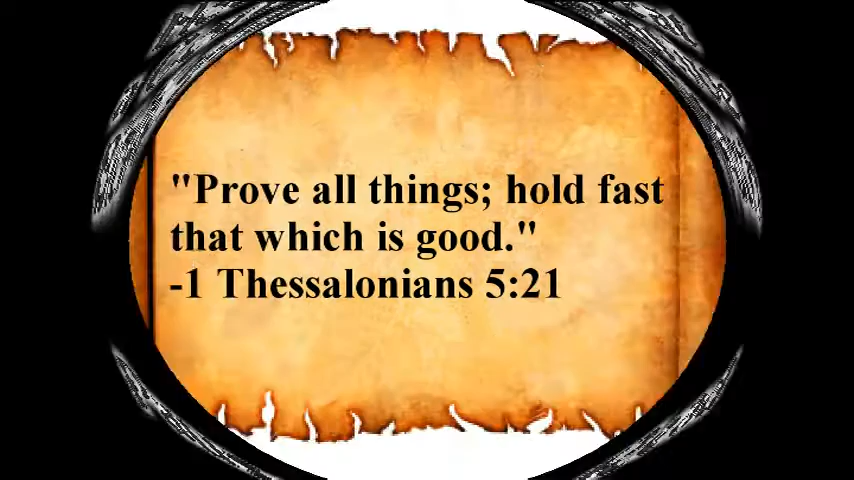 "Prove all things; hold fast
that which is good."
-1 Thessalonians 5:21